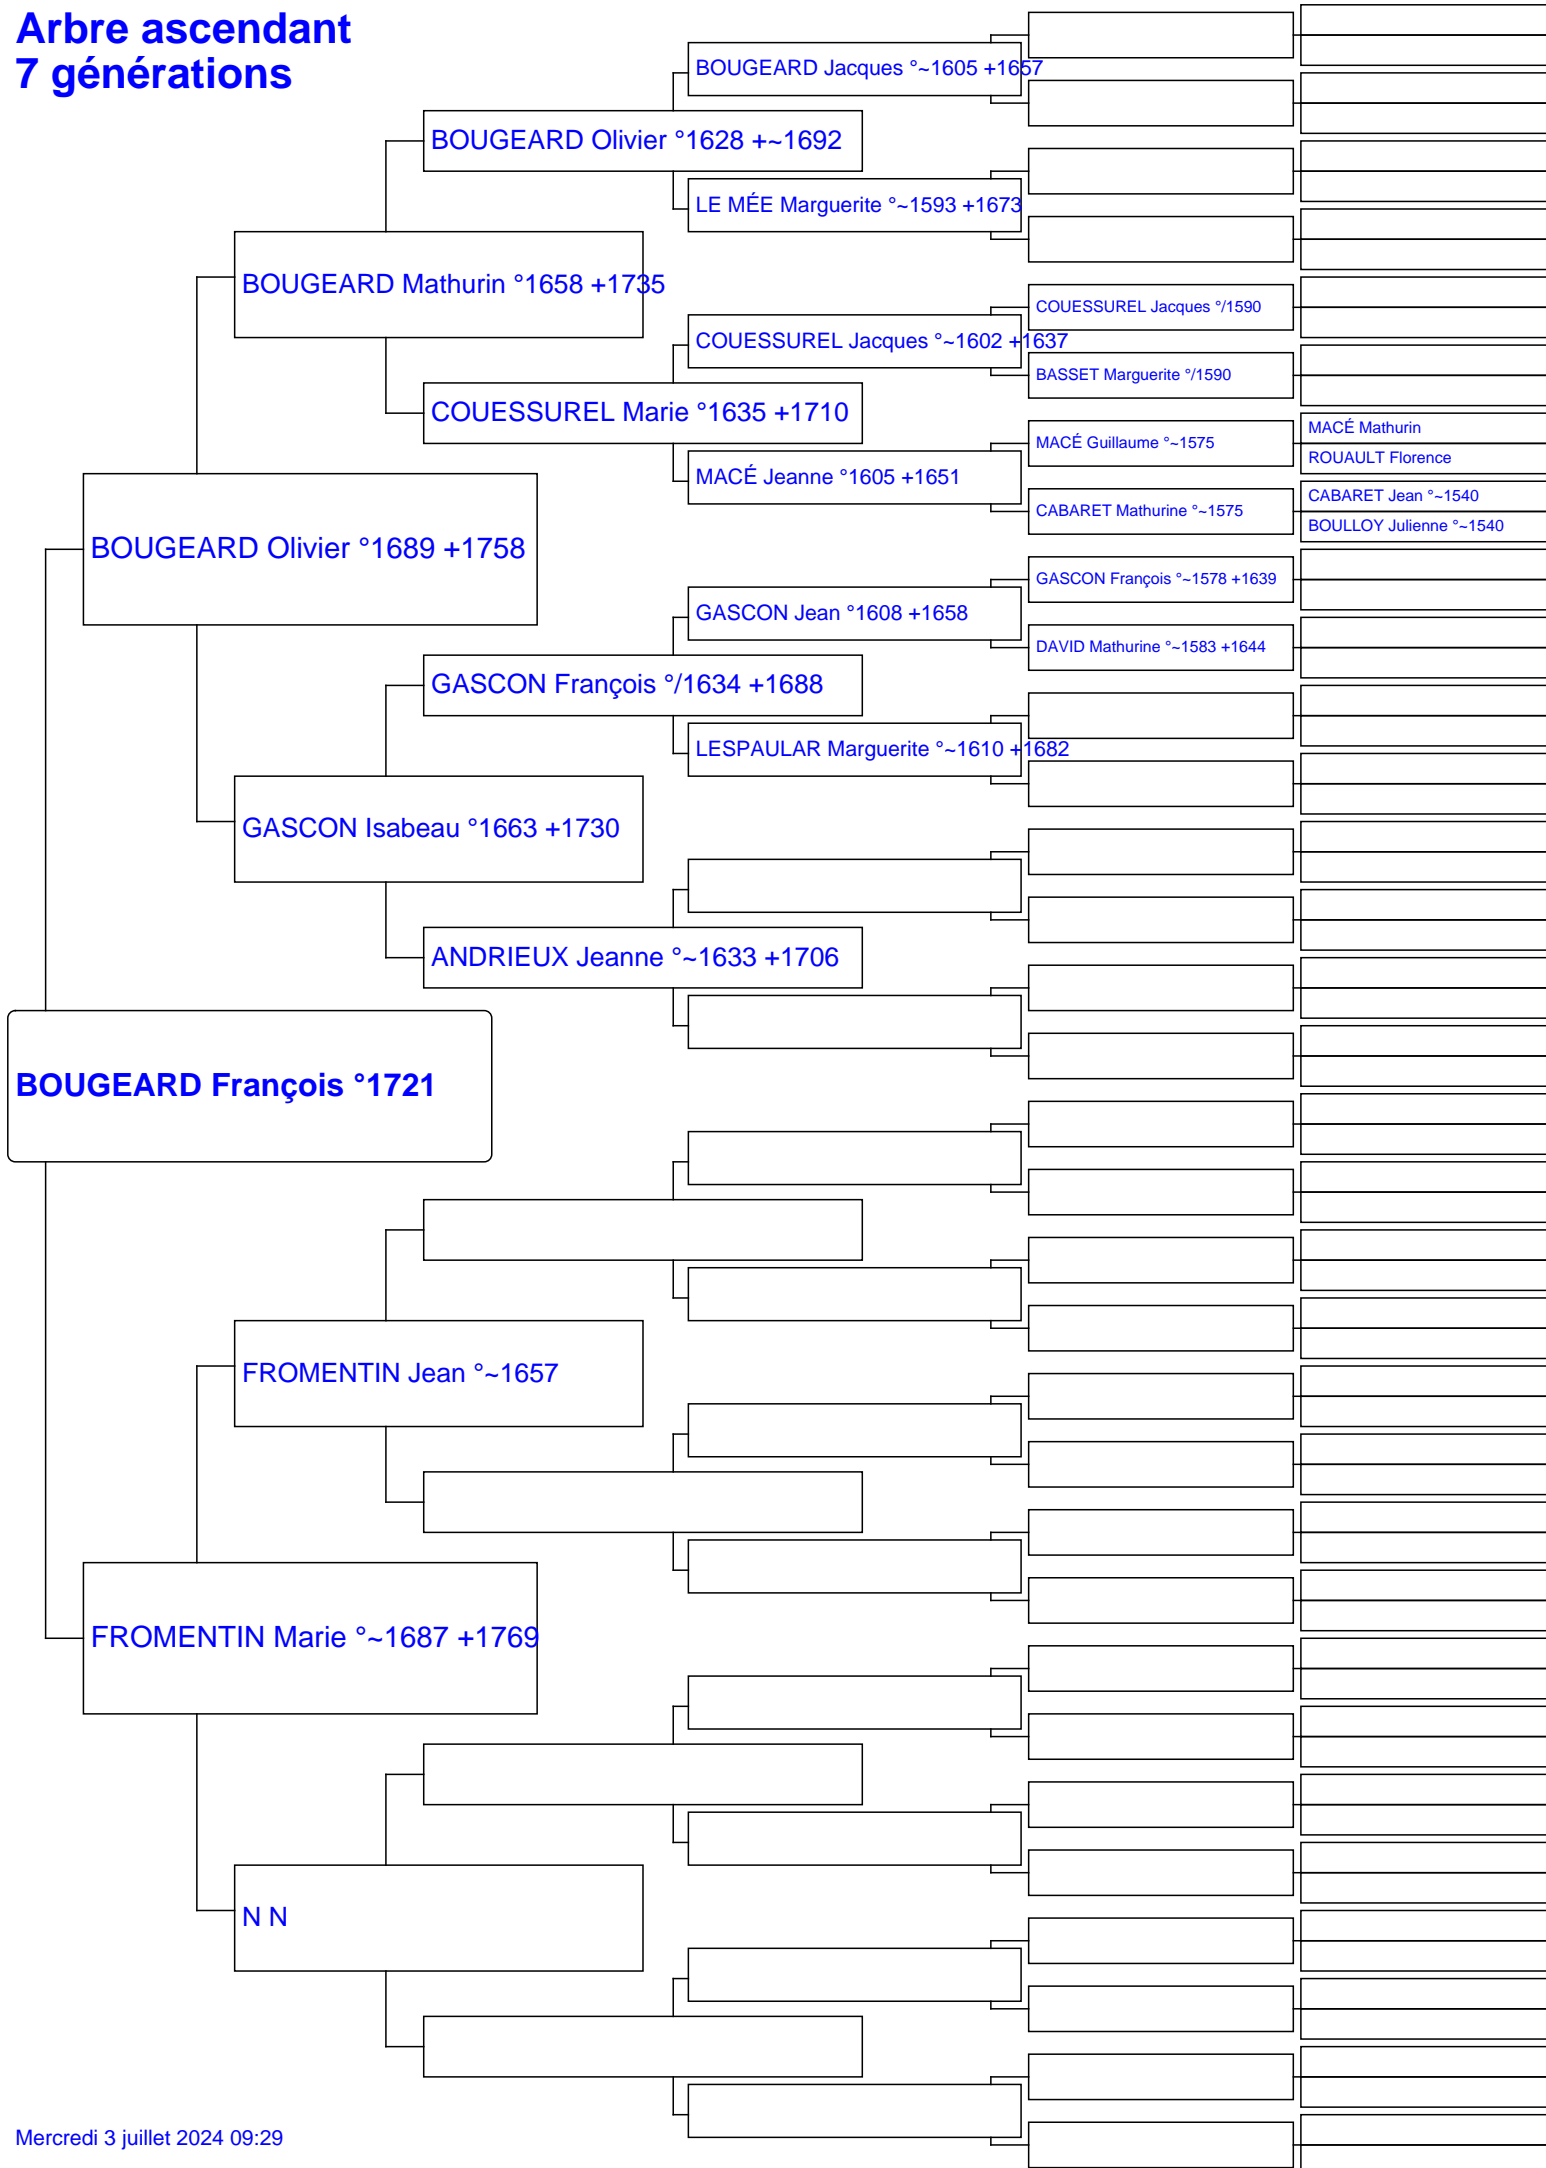 Arbre ascendant
7 générations
BOUGEARD Jacques °~1605 +1657
BOUGEARD Olivier °1628 +~1692
LE MÉE Marguerite °~1593 +1673
BOUGEARD Mathurin °1658 +1735
COUESSUREL Jacques °/1590
COUESSUREL Jacques °~1602 +1637
BASSET Marguerite °/1590
COUESSUREL Marie °1635 +1710
MACÉ Mathurin
MACÉ Guillaume °~1575
ROUAULT Florence
MACÉ Jeanne °1605 +1651
CABARET Jean °~1540
CABARET Mathurine °~1575
BOULLOY Julienne °~1540
BOUGEARD Olivier °1689 +1758
GASCON François °~1578 +1639
GASCON Jean °1608 +1658
DAVID Mathurine °~1583 +1644
GASCON François °/1634 +1688
LESPAULAR Marguerite °~1610 +1682
GASCON Isabeau °1663 +1730
ANDRIEUX Jeanne °~1633 +1706
BOUGEARD François °1721
FROMENTIN Jean °~1657
FROMENTIN Marie °~1687 +1769
N N
Mercredi 3 juillet 2024 09:29